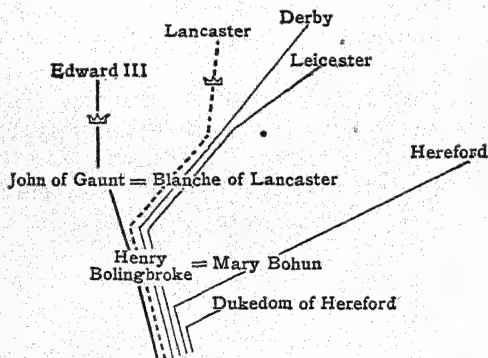 Derby
Lancaster
Leicester
Edward III
Hereford
John of Gaunt = Blanche of Lancaster
Henry
Bolingbroke = Mary Bohun
Dukedom of Hereford